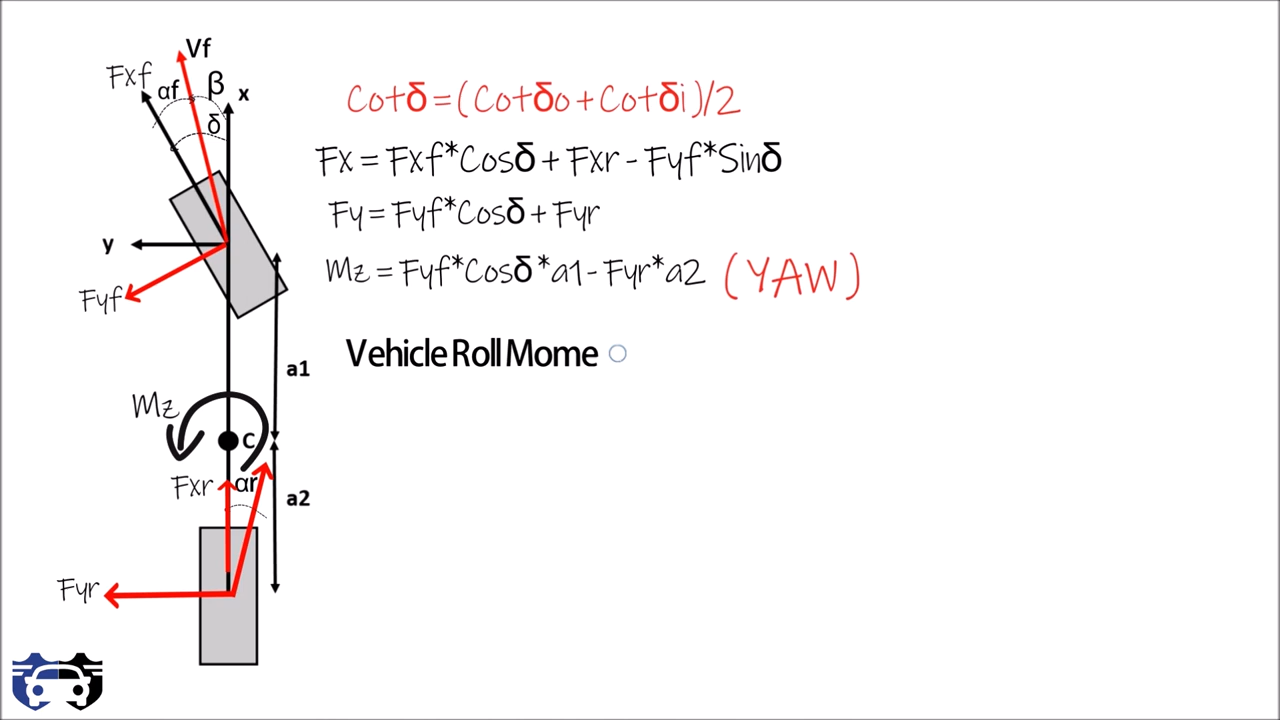 Vf
Fxf
αf
β
x
δ
Cotδ=(Cotδo+Cotδi)/2
Fx=Fxf*Cosδ+Fxr-Fyf*Sinδ
Fy=Fyf*Cosδ+Fyr
y
Mz=Fyf*Cosδ*a1-Fyr*a2 (YAW)
Fyf
Vehicle Roll Mome
a1
Mz
C
Fxr
αr
a2
Fyr